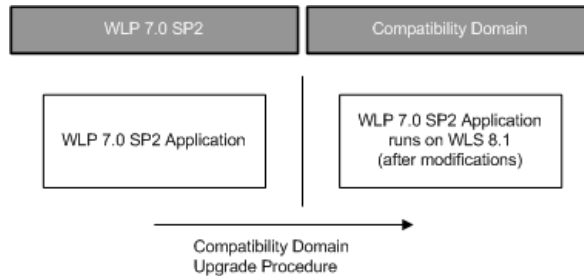 WLP 7.0 SP2
Compatibility Domain
WLP 7.0 SP2 Application
WLP 7.0 SP2 Application
runs on WLS 8.1
(after modifications)
Compatibility Domain
Upgrade Procedure